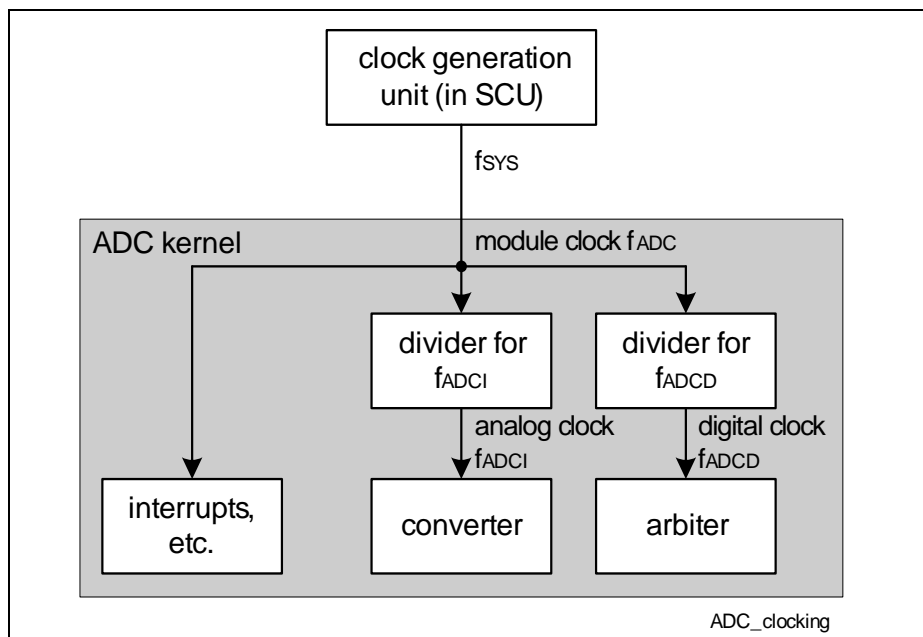 clock generation
unit (in SCU)
fSYS
ADC kernel
module clock fADC
divider for
fADCI
divider for
fADCD
analog clock
fADCI
digital clock
fADCD
interrupts,
etc.
converter
arbiter
ADC_clocking